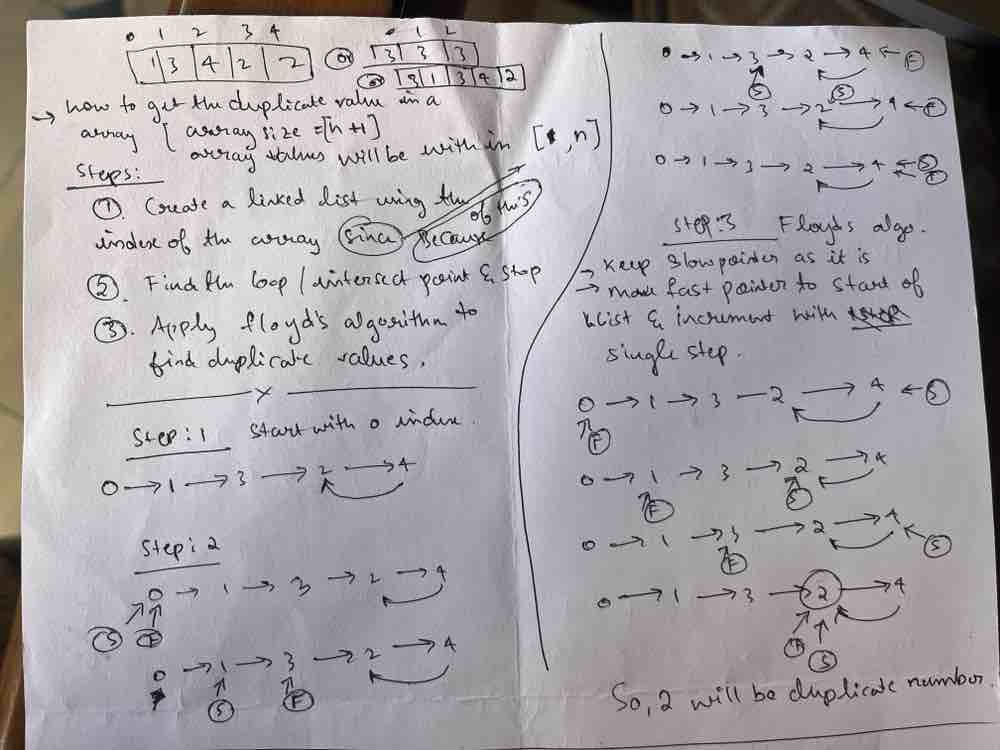 0 1 2 3 4
1 3 4 2 2 or 3 3 3
0 1 2
or 3 1 3 4 2
→ how to get the duplicate value in a
array [ array size = [n+1]
array values will be with in [1, n]
Steps:
① Create a linked list using the
index of the array Since Because of this
② Find the loop / intersect point & stop
③. Apply floyd's algorithm to
find duplicate values.
x
Step: 1 Start with 0 index.
0 → 1 → 3 → 2 → 4
Step: 2
0 → 1 → 3 → 2 → 4
S F
0 → 1 → 3 → 2 → 4
S F
0 → 1 → 3 → 2 → 4 ← F
S S
0 → 1 → 3 → 2 → 4 ← F
0 → 1 → 3 → 2 → 4 ← S
F
Step: 3 Floyds algo.
→ Keep slow pointer as it is
→ move fast pointer to start of
list & increment with
single step.
0 → 1 → 3 — 2 → 4 ← S
F
0 → 1 → 3 → 2 → 4
F S
0 → 1 → 3 → 2 → 4
F S
0 → 1 → 3 → 2 → 4
F S
So, 2 will be duplicate number.